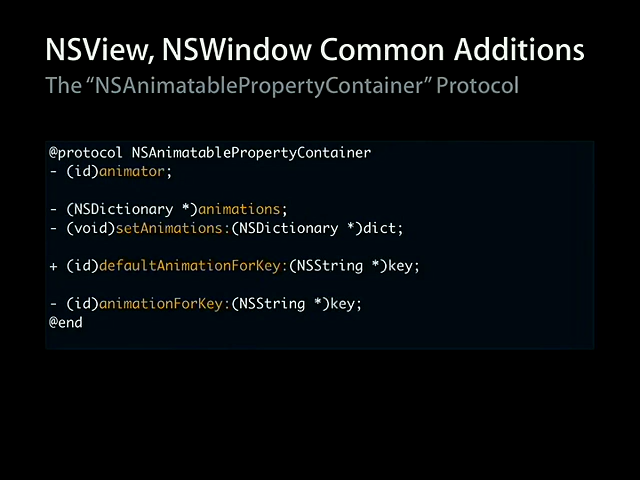 NSView, NSWindow Common Additions
The “NSAnimatablePropertyContainer” Protocol
@protocol NSAnimatablePropertyContainer
- (id)animator;
- (NSDictionary *)animations;
- (void)setAnimations:(NSDictionary *)dict;
+ (id)defaultAnimationForKey:(NSString *)key;
- (id)animationForKey:(NSString *)key;
@end